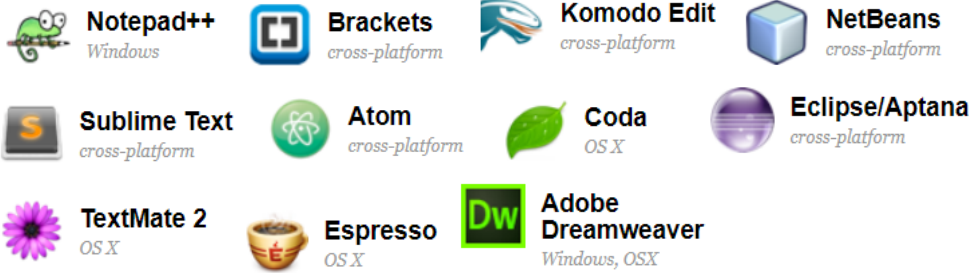 Notepad++
Windows
Brackets
cross-platform
Komodo Edit
cross-platform
NetBeans
cross-platform
S
Sublime Text
cross-platform
Atom
cross-platform
Coda
OS X
Eclipse/Aptana
cross-platform
TextMate 2
OS X
É
Espresso
OS X
Dw
Adobe
Dreamweaver
Windows, OSX